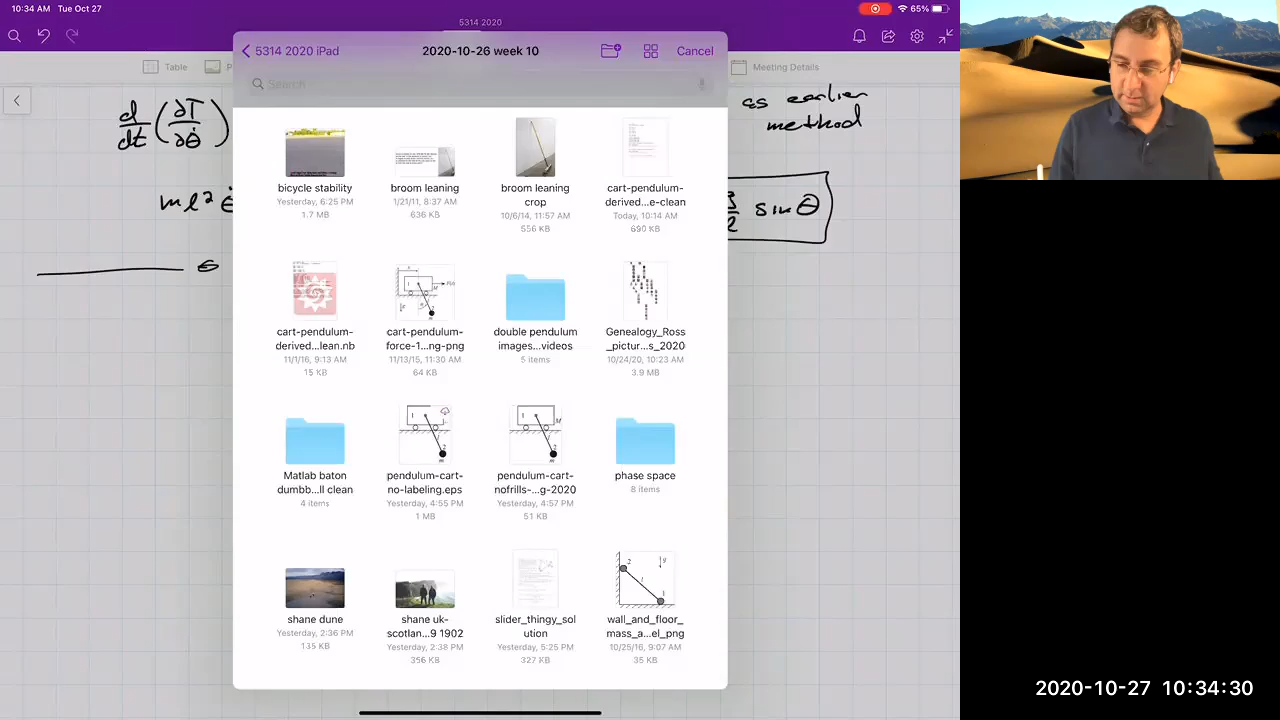 10:34 AM Tue Oct 27
65%
5314 2020
5314 2020 iPad
2020-10-26 week 10
Cancel
Table
Meeting Details
Search
d/dt (∂T/∂θ̇)
as earlier
method
ml² θ̇
sin θ
bicycle stability
Yesterday, 6:25 PM
1.7 MB
broom leaning
1/21/11, 8:37 AM
636 KB
broom leaning
crop
10/6/14, 11:57 AM
556 KB
cart-pendulum-
derived...e-clean
Today, 10:14 AM
690 KB
cart-pendulum-
derived...lean.nb
11/1/16, 9:13 AM
15 KB
cart-pendulum-
force-1...ng-png
11/13/15, 11:30 AM
64 KB
double pendulum
images...videos
5 items
Genealogy_Ross
_pictur...s_2020
10/24/20, 10:23 AM
3.9 MB
Matlab baton
dumbb...ll clean
4 items
pendulum-cart-
no-labeling.eps
Yesterday, 4:55 PM
1 MB
pendulum-cart-
nofrills-...g-2020
Yesterday, 4:57 PM
51 KB
phase space
8 items
shane dune
Yesterday, 2:36 PM
135 KB
shane uk-
scotlan...9 1902
Yesterday, 2:38 PM
356 KB
slider_thingy_sol
ution
Yesterday, 5:25 PM
327 KB
wall_and_floor_
mass_a...el_png
10/25/16, 9:07 AM
35 KB
2020-10-27 10:34:30